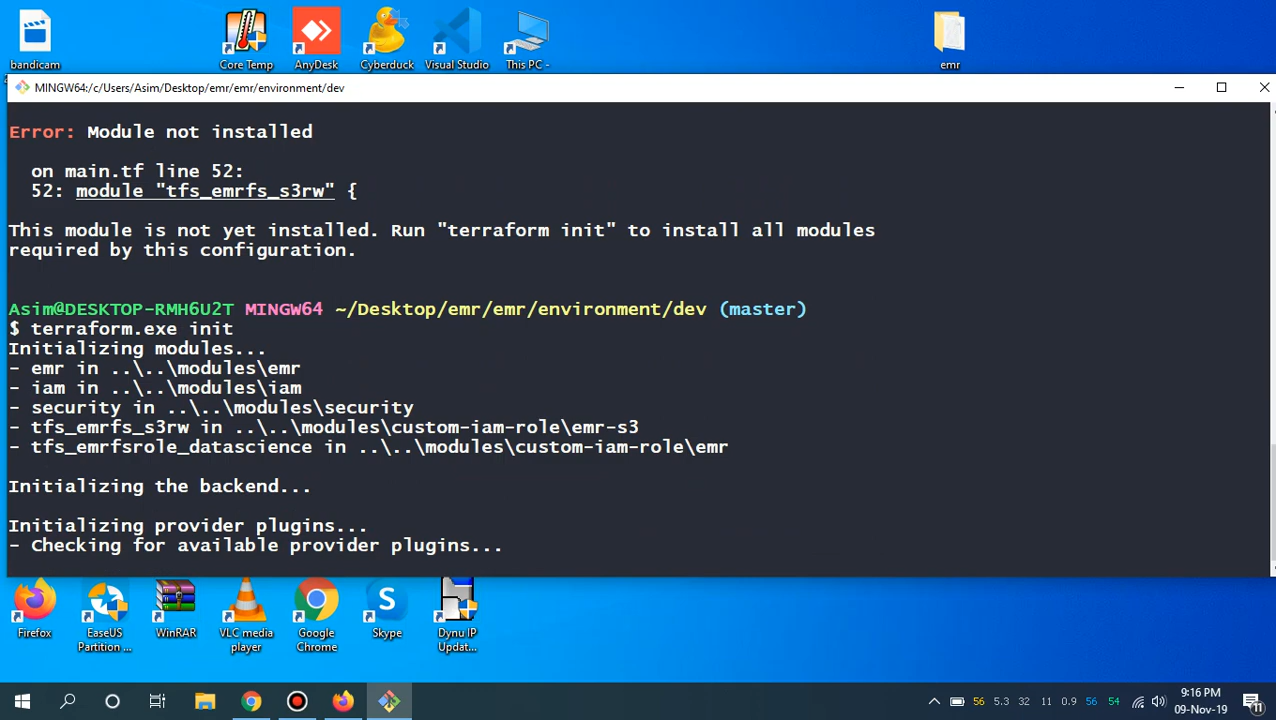 bandicam
Core Temp
AnyDesk
Cyberduck
Visual Studio
This PC -
emr
MINGW64:/c/Users/Asim/Desktop/emr/emr/environment/dev
Error: Module not installed
on main.tf line 52:
52: module "tfs_emrfs_s3rw" {
This module is not yet installed. Run "terraform init" to install all modules
required by this configuration.
Asim@DESKTOP-RMH6U2T MINGW64 ~/Desktop/emr/emr/environment/dev (master)
$ terraform.exe init
Initializing modules...
- emr in ..\..\modules\emr
- iam in ..\..\modules\iam
- security in ..\..\modules\security
- tfs_emrfs_s3rw in ..\..\modules\custom-iam-role\emr-s3
- tfs_emrfsrole_datascience in ..\..\modules\custom-iam-role\emr
Initializing the backend...
Initializing provider plugins...
- Checking for available provider plugins...
Firefox
EaseUS
Partition ...
WinRAR
VLC media
player
Google
Chrome
Skype
Dynu IP
Updat...
56 5.3 32 11 0.9 56 54
9:16 PM
09-Nov-19
11